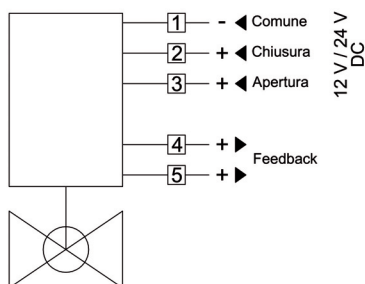 1 - ◀ Comune
2 + ◀ Chiusura
3 + ◀ Apertura
12 V / 24 V
DC
4 + ▶
Feedback
5 + ▶